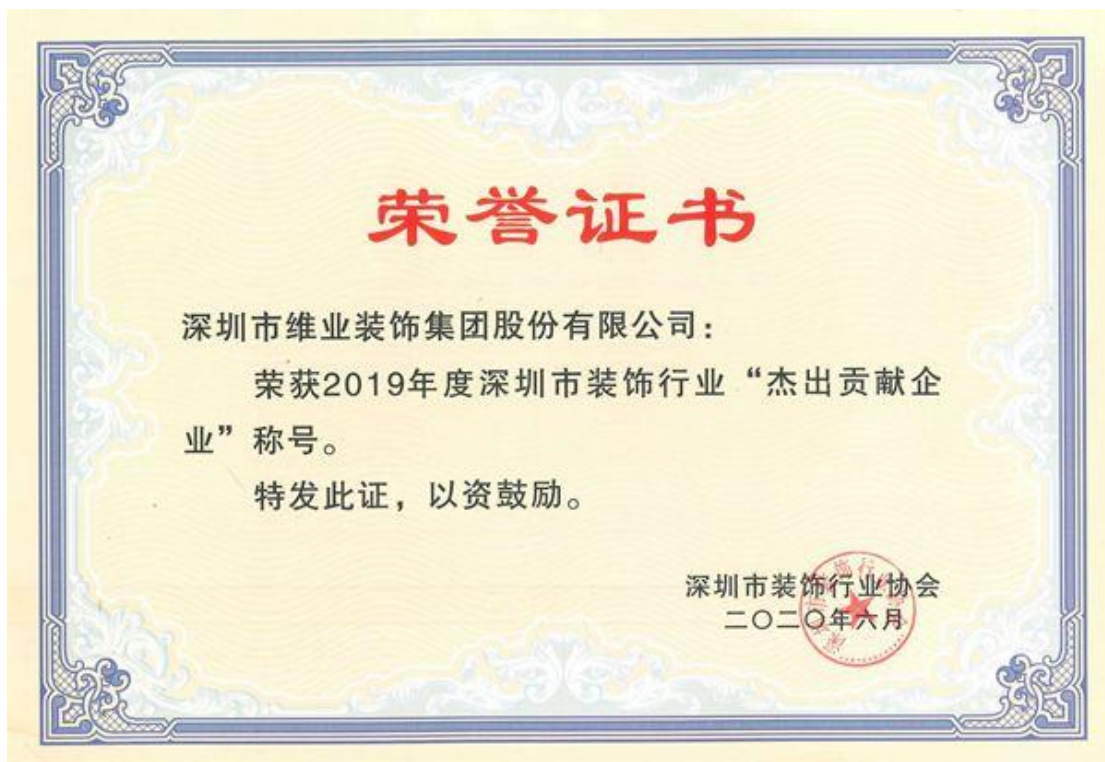 荣誉证书
深圳市维业装饰集团股份有限公司：
荣获2019年度深圳市装饰行业“杰出贡献企
业”称号。
特发此证，以资鼓励。
深圳市装饰行业协会
二〇二〇年六月